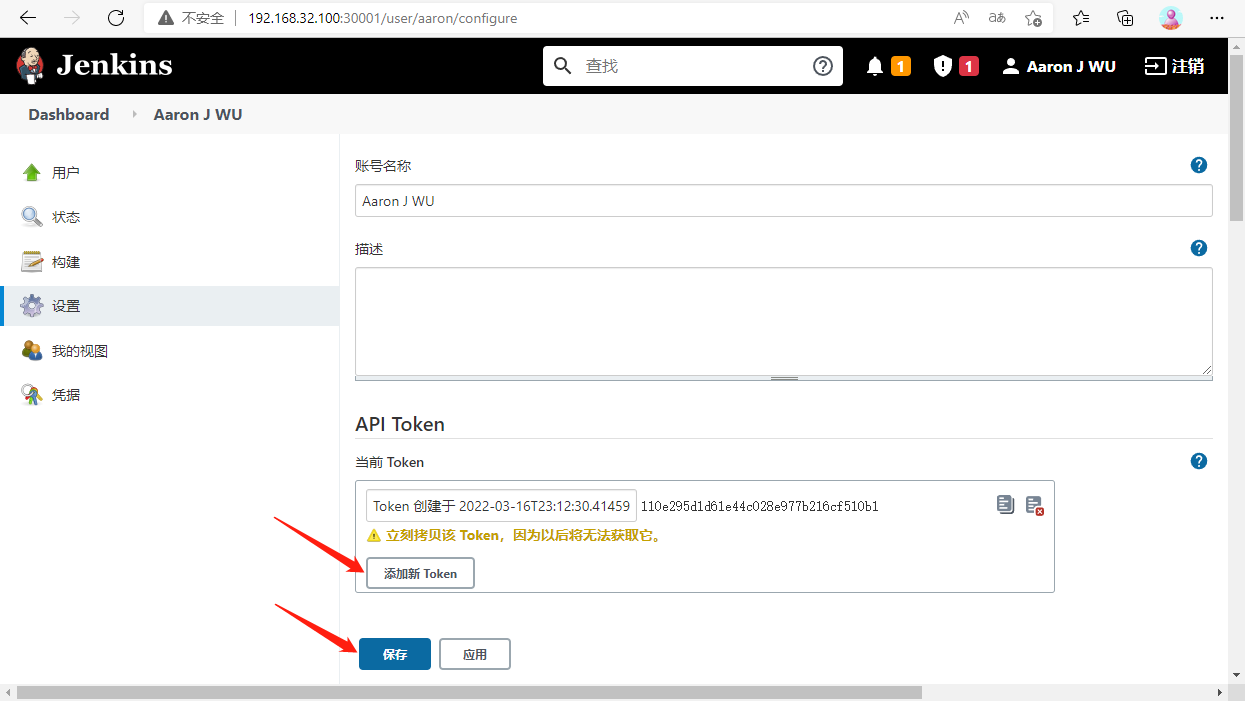 不安全 192.168.32.100:30001/user/aaron/configure
Jenkins 查找 1 1 Aaron J WU 注销
Dashboard Aaron J WU
用户
状态
构建
设置
我的视图
凭据
账号名称
Aaron J WU
描述
API Token
当前 Token
Token 创建于 2022-03-16T23:12:30.41459 110e295d1d61e44c028e977b216cf510b1
立刻拷贝该 Token，因为以后将无法获取它。
添加新 Token
保存 应用